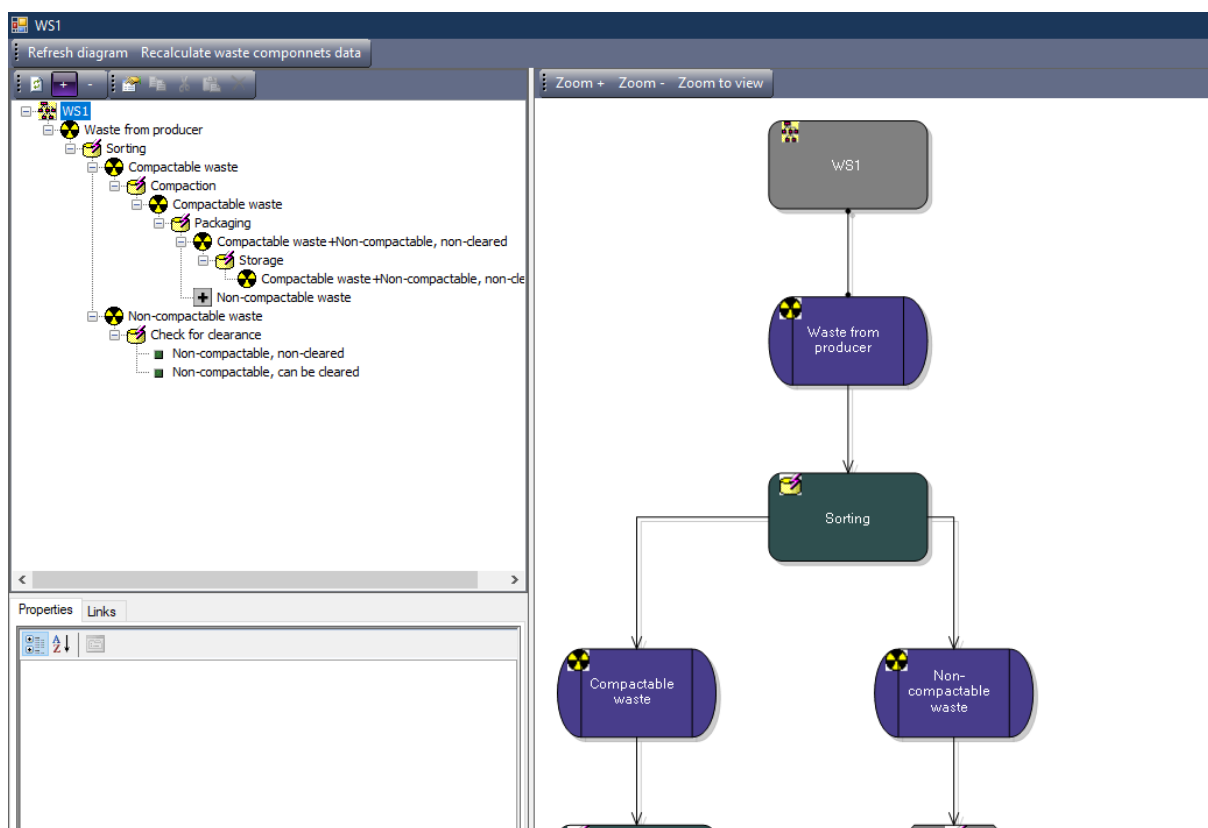 WS1
Refresh diagram Recalculate waste componnets data
+ -
Zoom + Zoom - Zoom to view
WS1
Waste from producer
Sorting
Compactable waste
Compaction
Compactable waste
Packaging
Compactable waste+Non-compactable, non-cleared
Storage
Compactable waste+Non-compactable, non-cle
Non-compactable waste
Non-compactable waste
Check for clearance
Non-compactable, non-cleared
Non-compactable, can be cleared
Properties Links
WS1
Waste from
producer
Sorting
Compactable
waste
Non-
compactable
waste